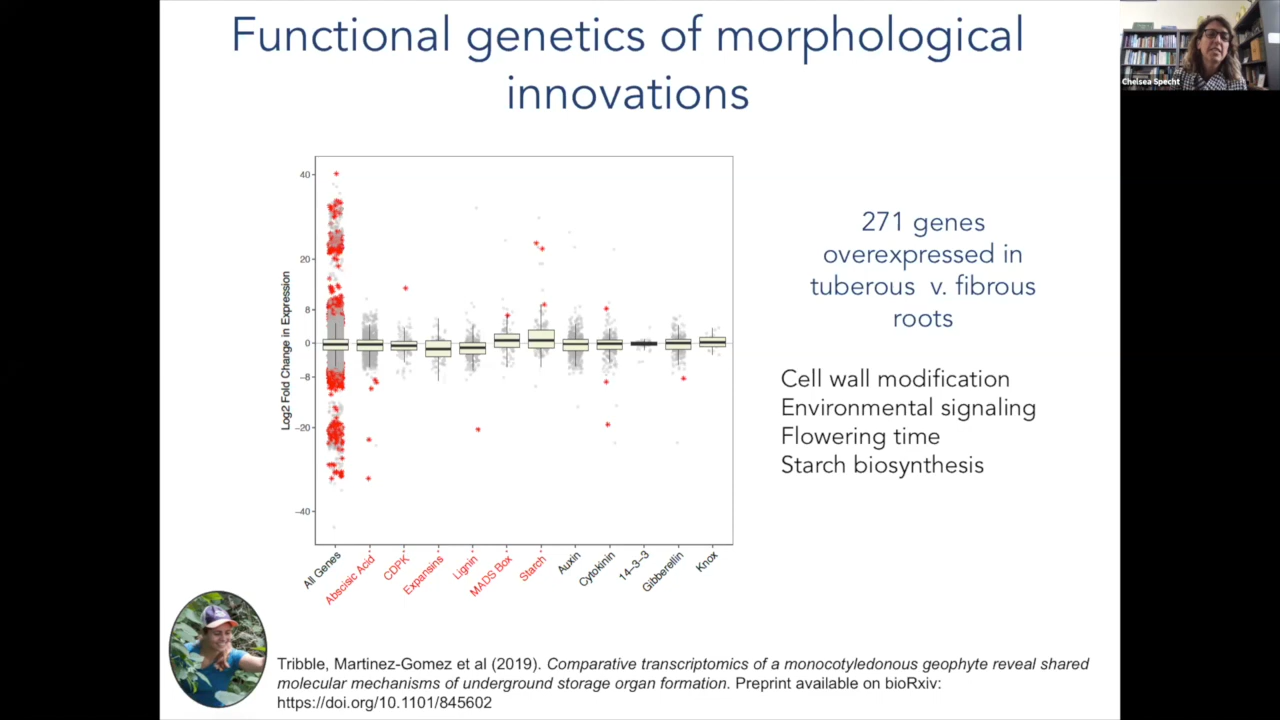 Functional genetics of morphological
innovations
Chelsea Specht
40
20
8
0
−8
−20
−40
Log2 Fold Change in Expression
All Genes
Abscisic Acid
CDPK
Expansins
Lignin
MADS Box
Starch
Auxin
Cytokinin
14−3−3
Gibberellin
Knox
271 genes
overexpressed in
tuberous v. fibrous
roots
Cell wall modification
Environmental signaling
Flowering time
Starch biosynthesis
Tribble, Martinez-Gomez et al (2019). Comparative transcriptomics of a monocotyledonous geophyte reveal shared
molecular mechanisms of underground storage organ formation. Preprint available on bioRxiv:
https://doi.org/10.1101/845602